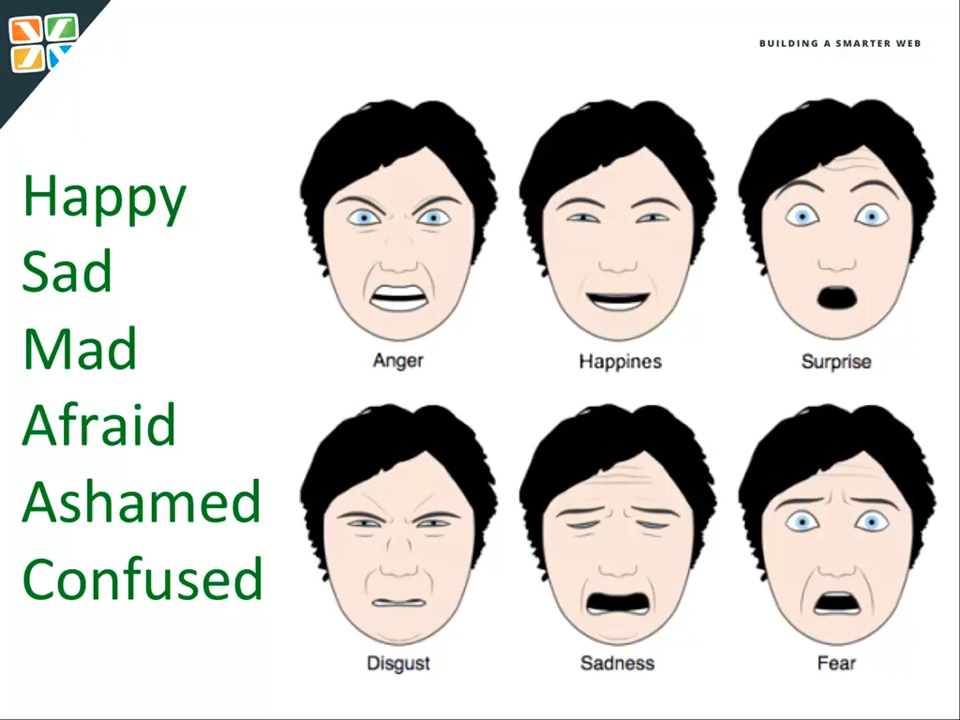 BUILDING A SMARTER WEB
Happy
Sad
Mad
Afraid
Ashamed
Confused
Anger
Happines
Surprise
Disgust
Sadness
Fear